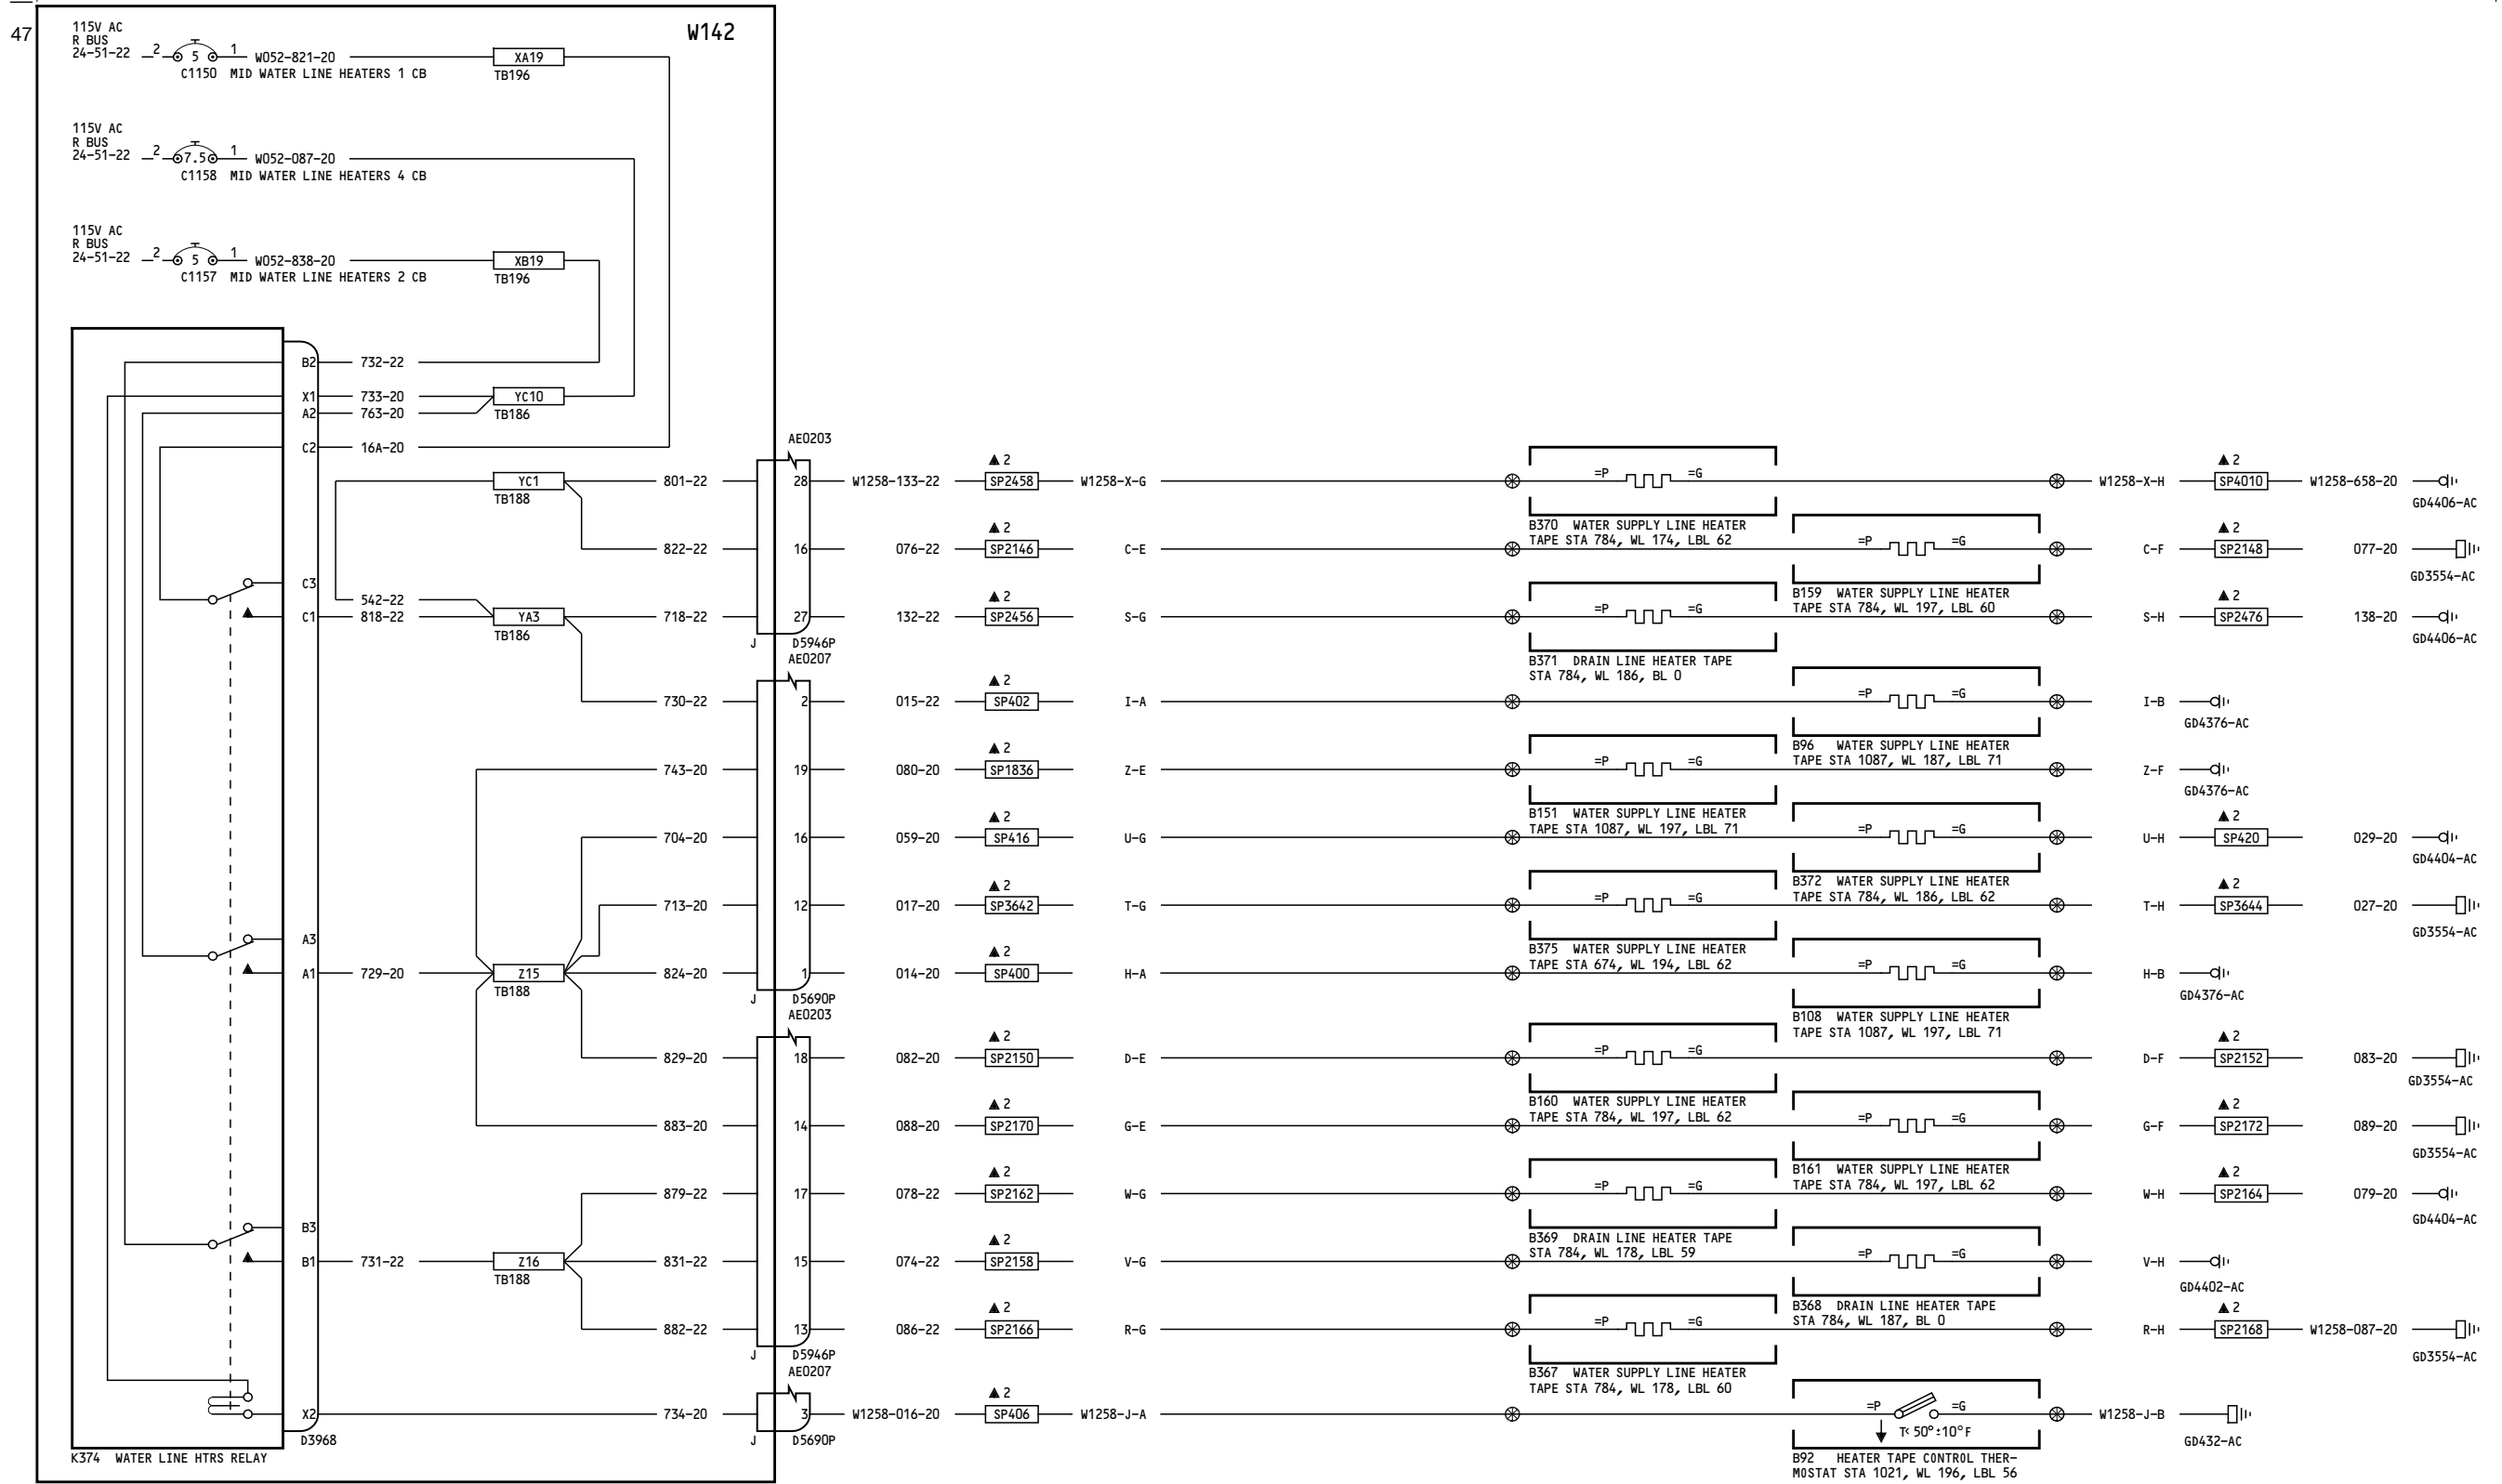 47
W142
115V AC
R BUS
24-51-22 2 5 1 W052-821-20 XA19
C1150 MID WATER LINE HEATERS 1 CB TB196
115V AC
R BUS
24-51-22 2 7.5 1 W052-087-20
C1158 MID WATER LINE HEATERS 4 CB
115V AC
R BUS
24-51-22 2 5 1 W052-838-20 XB19
C1157 MID WATER LINE HEATERS 2 CB TB196
B2 732-22
X1 733-20 YC10
A2 763-20 TB186
C2 16A-20
AE0203
▲ 2 ▲ 2
YC1 801-22 28 W1258-133-22 SP2458 W1258-X-G =P =G W1258-X-H SP4010 W1258-658-20
TB188
GD4406-AC
B370 WATER SUPPLY LINE HEATER
TAPE STA 784, WL 174, LBL 62
▲ 2 ▲ 2
822-22 16 076-22 SP2146 C-E =P =G C-F SP2148 077-20
GD3554-AC
B159 WATER SUPPLY LINE HEATER
TAPE STA 784, WL 197, LBL 60
C3
542-22
▲ 2 ▲ 2
C1 818-22 YA3 718-22 27 132-22 SP2456 S-G =P =G S-H SP2476 138-20
TB186
J D5946P
GD4406-AC
AE0207
B371 DRAIN LINE HEATER TAPE
STA 784, WL 186, BL 0
▲ 2
730-22 2 015-22 SP402 I-A =P =G I-B
GD4376-AC
B96 WATER SUPPLY LINE HEATER
TAPE STA 1087, WL 187, LBL 71
▲ 2
743-20 19 080-20 SP1836 Z-E =P =G Z-F
GD4376-AC
B151 WATER SUPPLY LINE HEATER
TAPE STA 1087, WL 197, LBL 71
▲ 2 ▲ 2
704-20 16 059-20 SP416 U-G =P =G U-H SP420 029-20
GD4404-AC
B372 WATER SUPPLY LINE HEATER
TAPE STA 784, WL 186, LBL 62
▲ 2 ▲ 2
713-20 12 017-20 SP3642 T-G =P =G T-H SP3644 027-20
GD3554-AC
B375 WATER SUPPLY LINE HEATER
TAPE STA 674, WL 194, LBL 62
A3
▲ 2
A1 729-20 Z15 824-20 1 014-20 SP400 H-A =P =G H-B
TB188
J D5690P
GD4376-AC
AE0203
B108 WATER SUPPLY LINE HEATER
TAPE STA 1087, WL 197, LBL 71
▲ 2 ▲ 2
829-20 18 082-20 SP2150 D-E =P =G D-F SP2152 083-20
GD3554-AC
B160 WATER SUPPLY LINE HEATER
TAPE STA 784, WL 197, LBL 62
▲ 2 ▲ 2
883-20 14 088-20 SP2170 G-E =P =G G-F SP2172 089-20
GD3554-AC
B161 WATER SUPPLY LINE HEATER
TAPE STA 784, WL 197, LBL 62
▲ 2 ▲ 2
879-22 17 078-22 SP2162 W-G =P =G W-H SP2164 079-20
GD4404-AC
B369 DRAIN LINE HEATER TAPE
STA 784, WL 178, LBL 59
B3
▲ 2
B1 731-22 Z16 831-22 15 074-22 SP2158 V-G =P =G V-H
TB188
GD4402-AC
B368 DRAIN LINE HEATER TAPE
STA 784, WL 187, BL 0
▲ 2 ▲ 2
882-22 13 086-22 SP2166 R-G =P =G R-H SP2168 W1258-087-20
J D5946P
GD3554-AC
AE0207
B367 WATER SUPPLY LINE HEATER
TAPE STA 784, WL 178, LBL 60
▲ 2
X2 734-20 3 W1258-016-20 SP406 W1258-J-A =P =G W1258-J-B
T< 50°±10°F
D3968 J D5690P
GD432-AC
K374 WATER LINE HTRS RELAY
B92 HEATER TAPE CONTROL THER-
MOSTAT STA 1021, WL 196, LBL 56